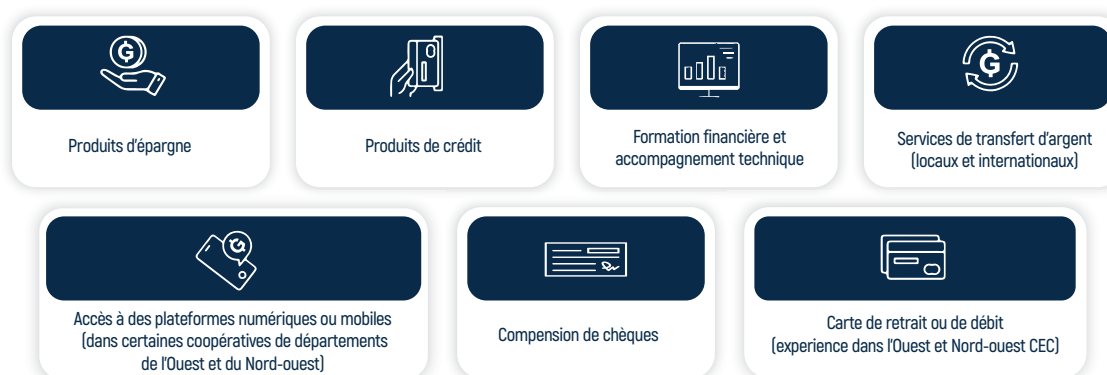 Produits d'épargne
Produits de crédit
Formation financière et
accompagnement technique
Services de transfert d'argent
(locaux et internationaux)
Accès à des plateformes numériques ou mobiles
(dans certaines coopératives de départements
de l'Ouest et du Nord-ouest)
Compension de chèques
Carte de retrait ou de débit
(experience dans l'Ouest et Nord-ouest CEC)